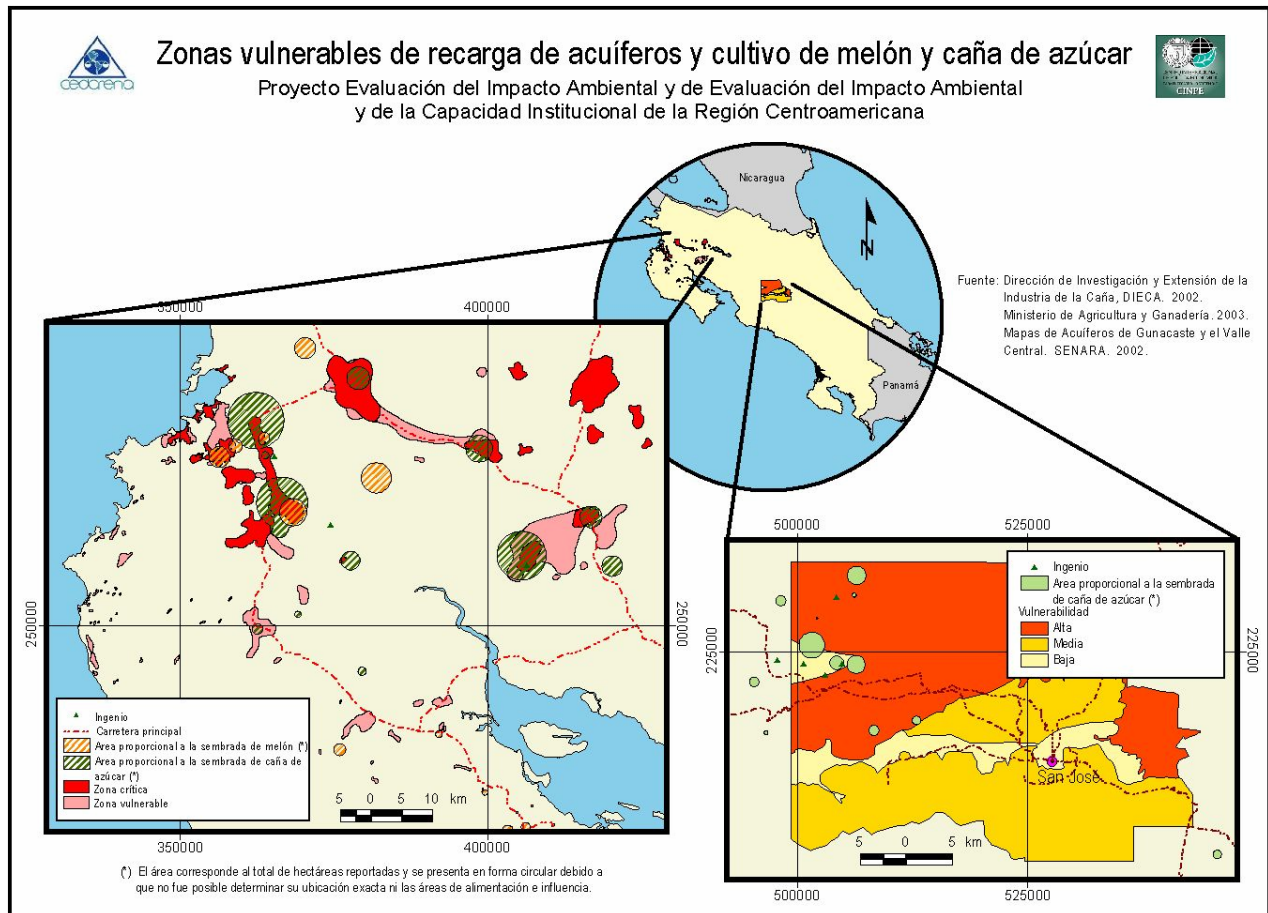 cedarena
Zonas vulnerables de recarga de acuíferos y cultivo de melón y caña de azúcar
Proyecto Evaluación del Impacto Ambiental y de Evaluación del Impacto Ambiental
y de la Capacidad Institucional de la Región Centroamericana
CINPE
Nicaragua
N
Panamá
Fuente: Dirección de Investigación y Extensión de la
Industria de la Caña, DIECA. 2002.
Ministerio de Agricultura y Ganadería. 2003.
Mapas de Acuíferos de Gunacaste y el Valle
Central. SENARA. 2002.
350000
400000
250000
250000
Ingenio
Carretera principal
Area proporcional a la sembrada de melón (*)
Area proporcional a la sembrada de caña de
azúcar (*)
Zona crítica
Zona vulnerable
5 0 5 10 km
350000
400000
(*) El área corresponde al total de hectáreas reportadas y se presenta en forma circular debido a
que no fue posible determinar su ubicación exacta ni las áreas de alimentación e influencia.
500000
525000
Ingenio
Area proporcional a la sembrada
de caña de azúcar (*)
Vulnerabilidad
Alta
Media
Baja
225000
225000
San José
5 0 5 km
500000
525000